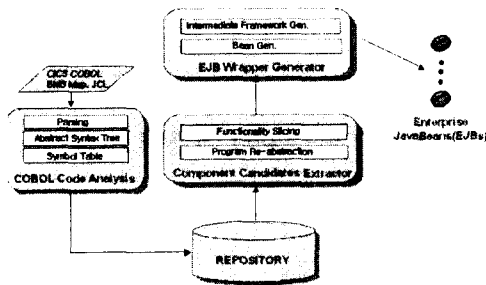 Intermediate Framework Gen.
Bean Gen.
EJB Wrapper Generator
CICS COBOL
BMS Map, JCL
Parsing
Abstract Syntax Tree
Symbol Table
COBOL Code Analysis
Functionality Slicing
Program Re-abstraction
Component Candidates Extractor
Enterprise
JavaBeans(EJBs)
REPOSITORY